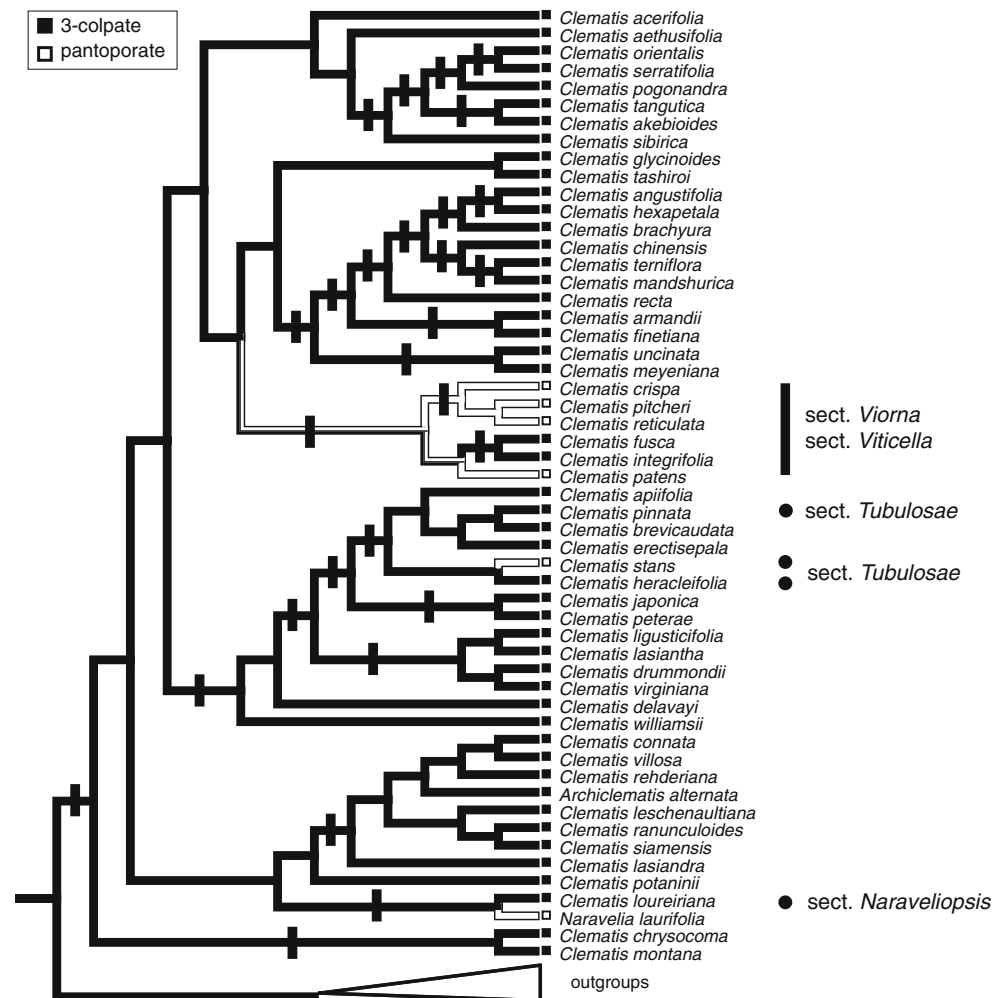 3-colpate
pantoporate
Clematis acerifolia
Clematis aethusifolia
Clematis orientalis
Clematis serratifolia
Clematis pogonandra
Clematis tangutica
Clematis akebioides
Clematis sibirica
Clematis glycinoides
Clematis tashiroi
Clematis angustifolia
Clematis hexapetala
Clematis brachyura
Clematis chinensis
Clematis terniflora
Clematis mandshurica
Clematis recta
Clematis armandii
Clematis finetiana
Clematis uncinata
Clematis meyeniana
Clematis crispa
Clematis pitcheri
Clematis reticulata
Clematis fusca
Clematis integrifolia
Clematis patens
sect. Viorna
sect. Viticella
Clematis apiifolia
Clematis pinnata
sect. Tubulosae
Clematis brevicaudata
Clematis erectisepala
Clematis stans
Clematis heracleifolia
sect. Tubulosae
Clematis japonica
Clematis peterae
Clematis ligusticifolia
Clematis lasiantha
Clematis drummondii
Clematis virginiana
Clematis delavayi
Clematis williamsii
Clematis connata
Clematis villosa
Clematis rehderiana
Archiclematis alternata
Clematis leschenaultiana
Clematis ranunculoides
Clematis siamensis
Clematis lasiandra
Clematis potaninii
Clematis loureiriana
sect. Naraveliopsis
Naravelia laurifolia
Clematis chrysocoma
Clematis montana
outgroups